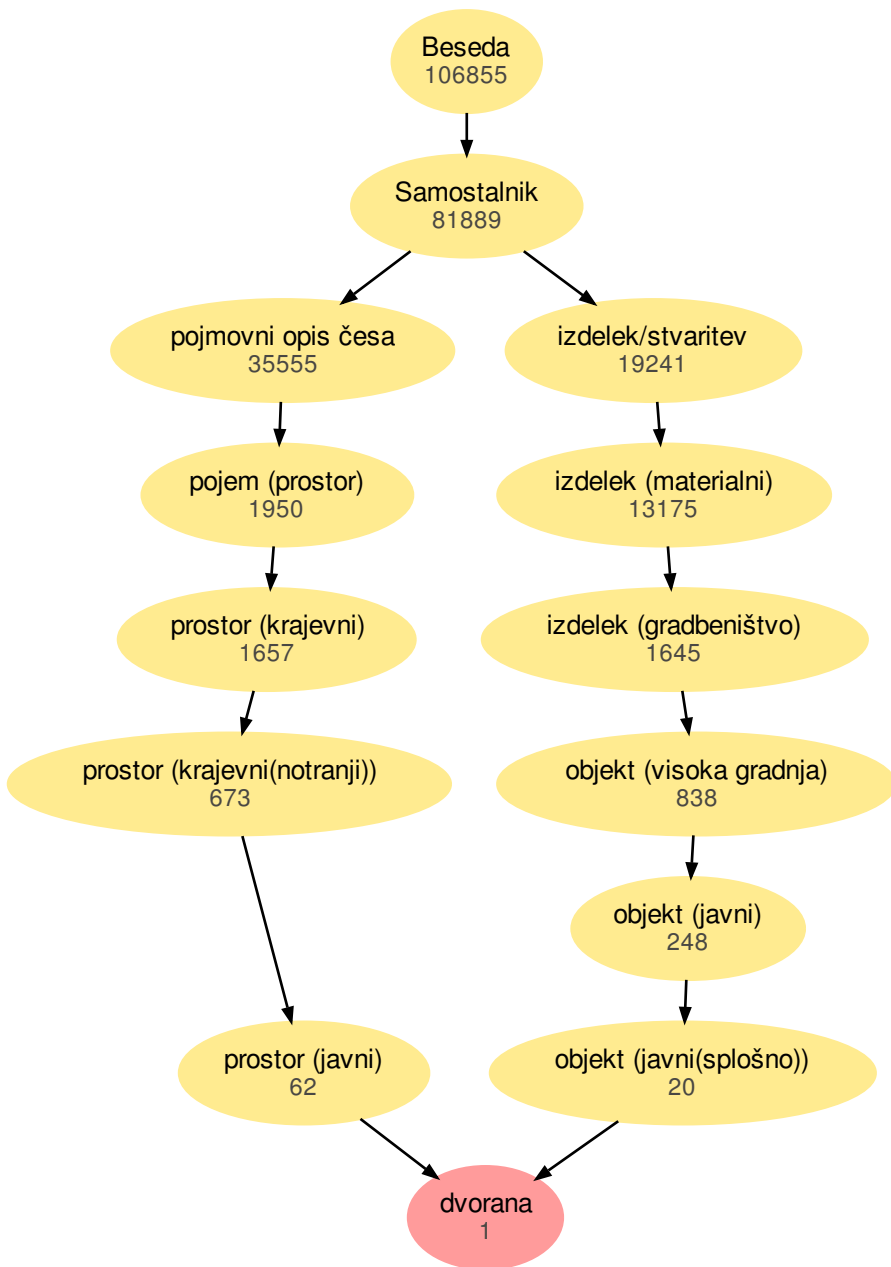 Beseda
106855
Samostalnik
81889
pojmovni opis česa
35555
izdelek/stvaritev
19241
pojem (prostor)
1950
izdelek (materialni)
13175
prostor (krajevni)
1657
izdelek (gradbeništvo)
1645
prostor (krajevni(notranji))
673
objekt (visoka gradnja)
838
objekt (javni)
248
prostor (javni)
62
objekt (javni(splošno))
20
dvorana
1